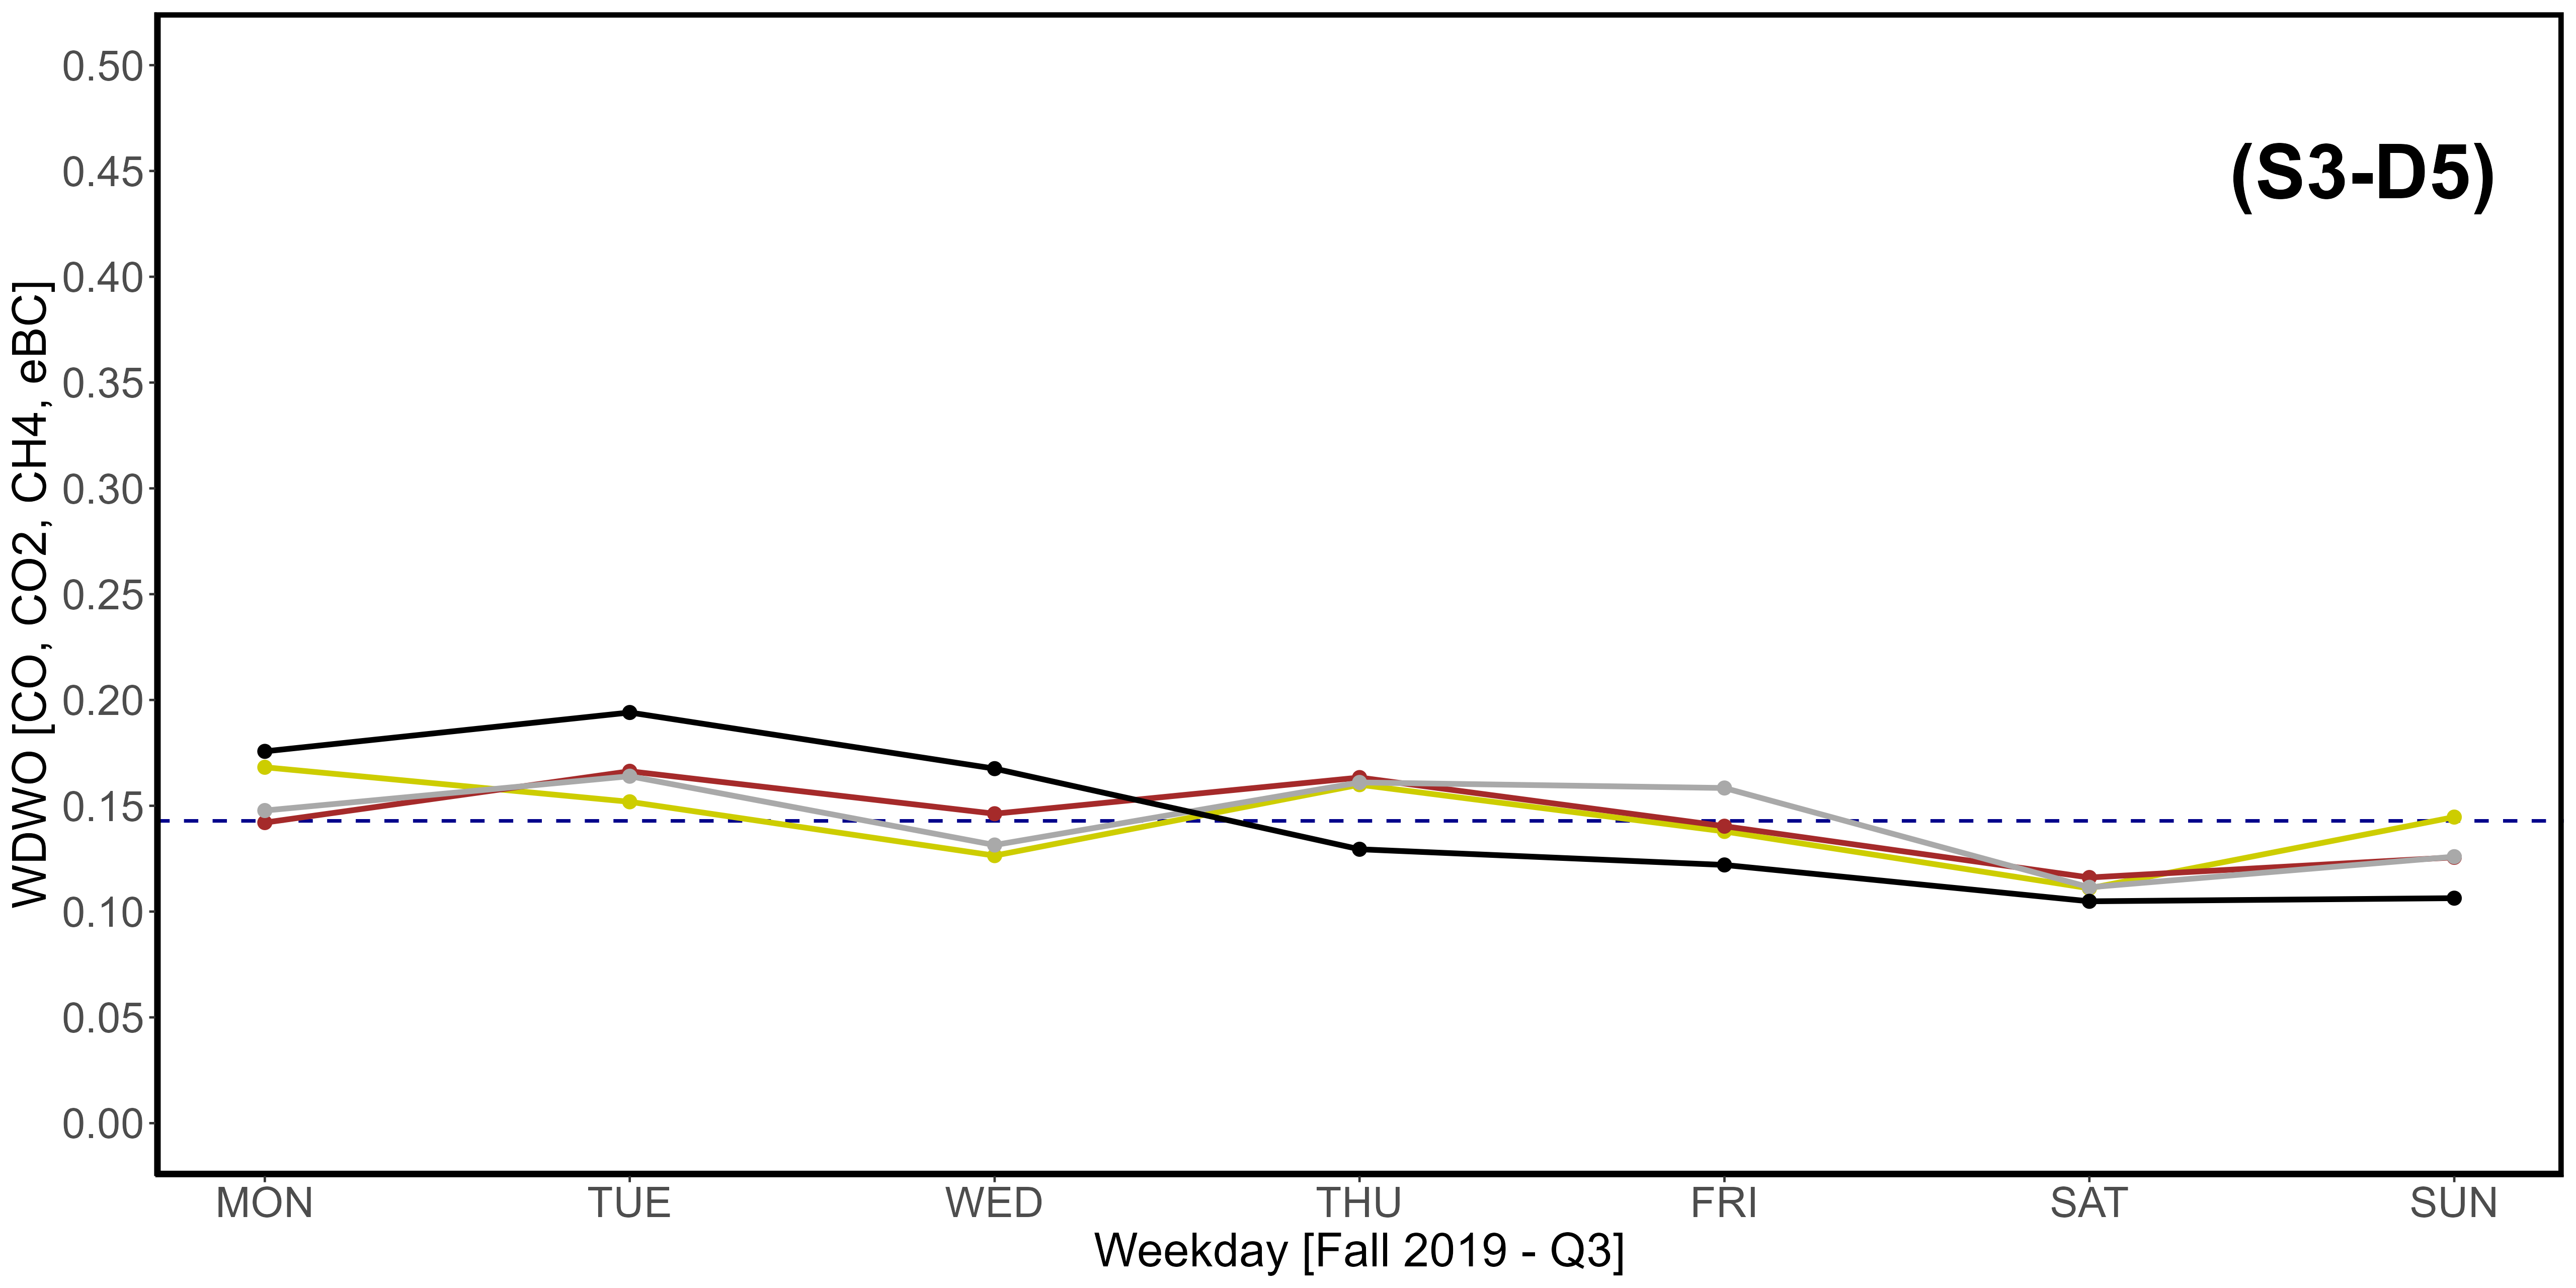 WDWO [CO, CO2, CH4, eBC]
0.50
0.45
0.40
0.35
0.30
0.25
0.20
0.15
0.10
0.05
0.00
(S3-D5)
MON TUE WED THU FRI SAT SUN
Weekday [Fall 2019 - Q3]